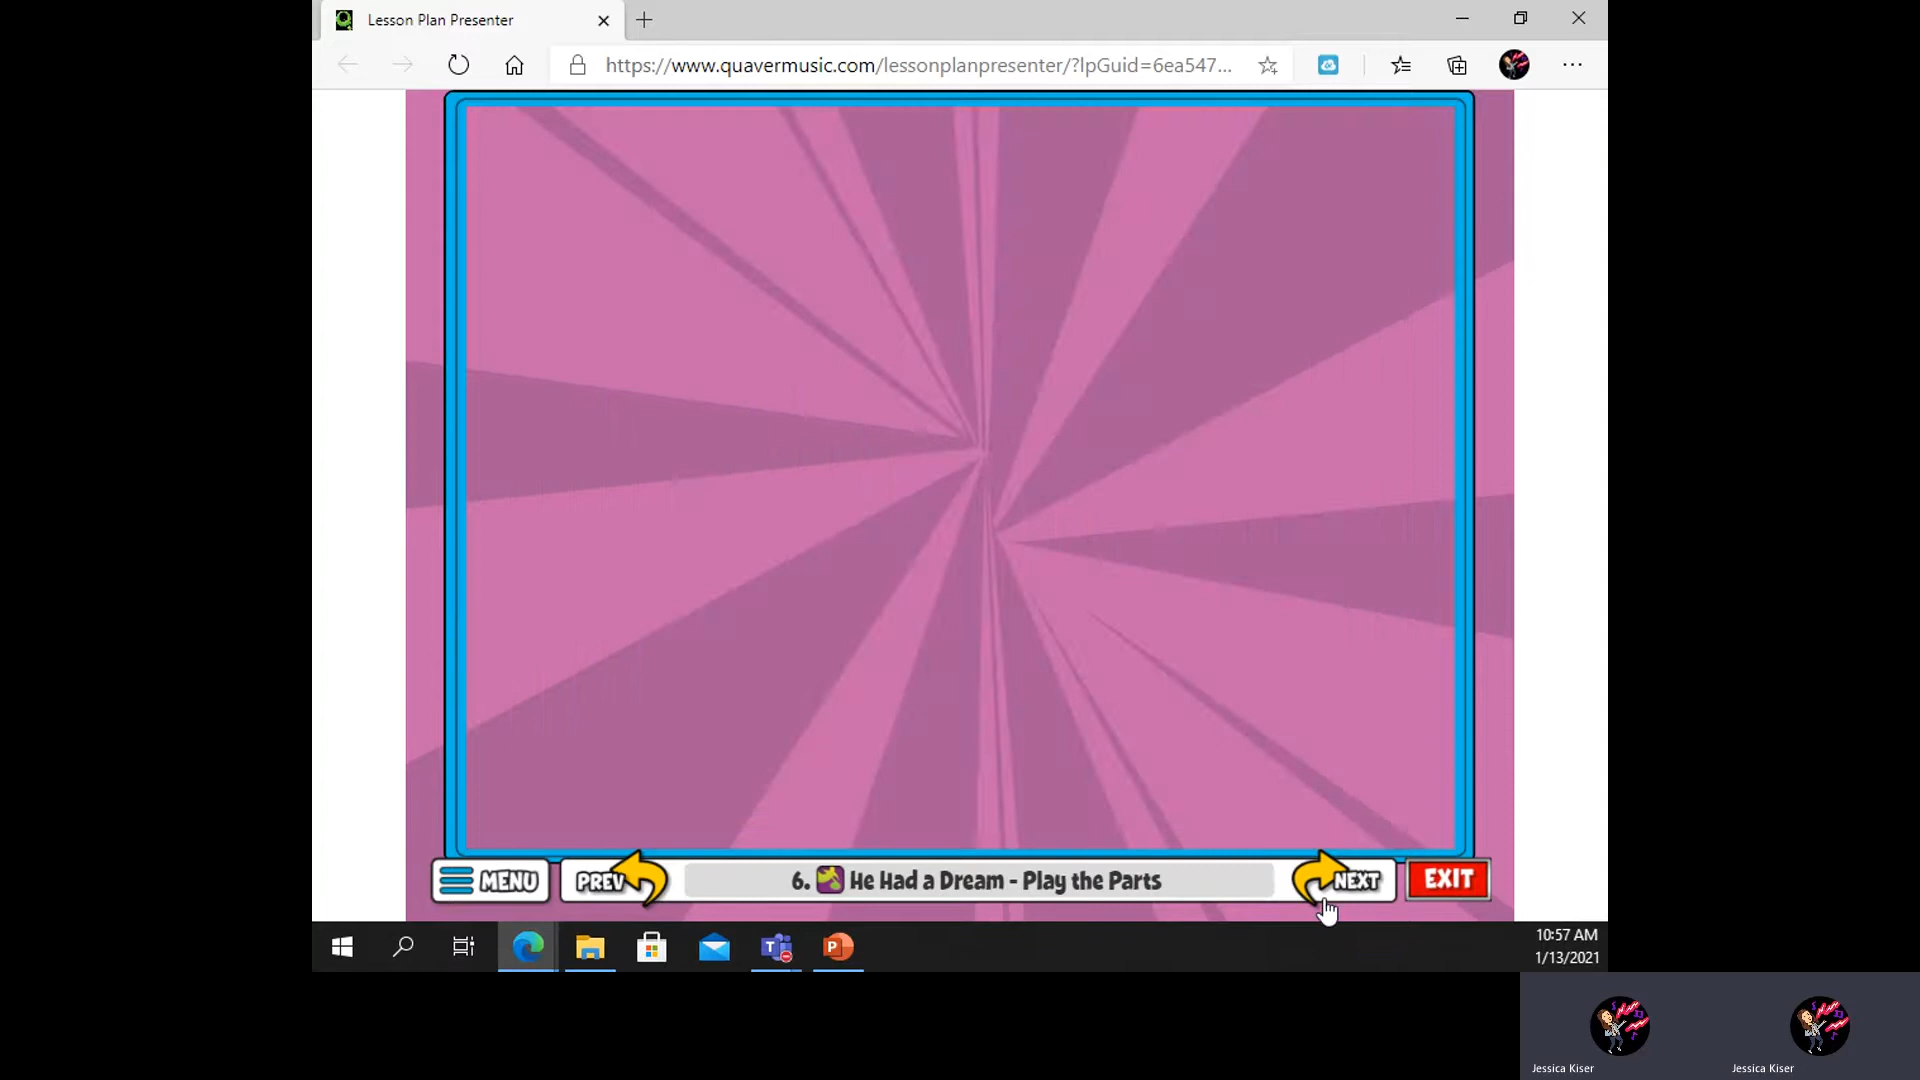 Lesson Plan Presenter
https://www.quavermusic.com/lessonplanpresenter/?lpGuid=6ea547...
MENU
PREV
6. He Had a Dream - Play the Parts
NEXT
EXIT
10:57 AM
1/13/2021
Jessica Kiser
Jessica Kiser